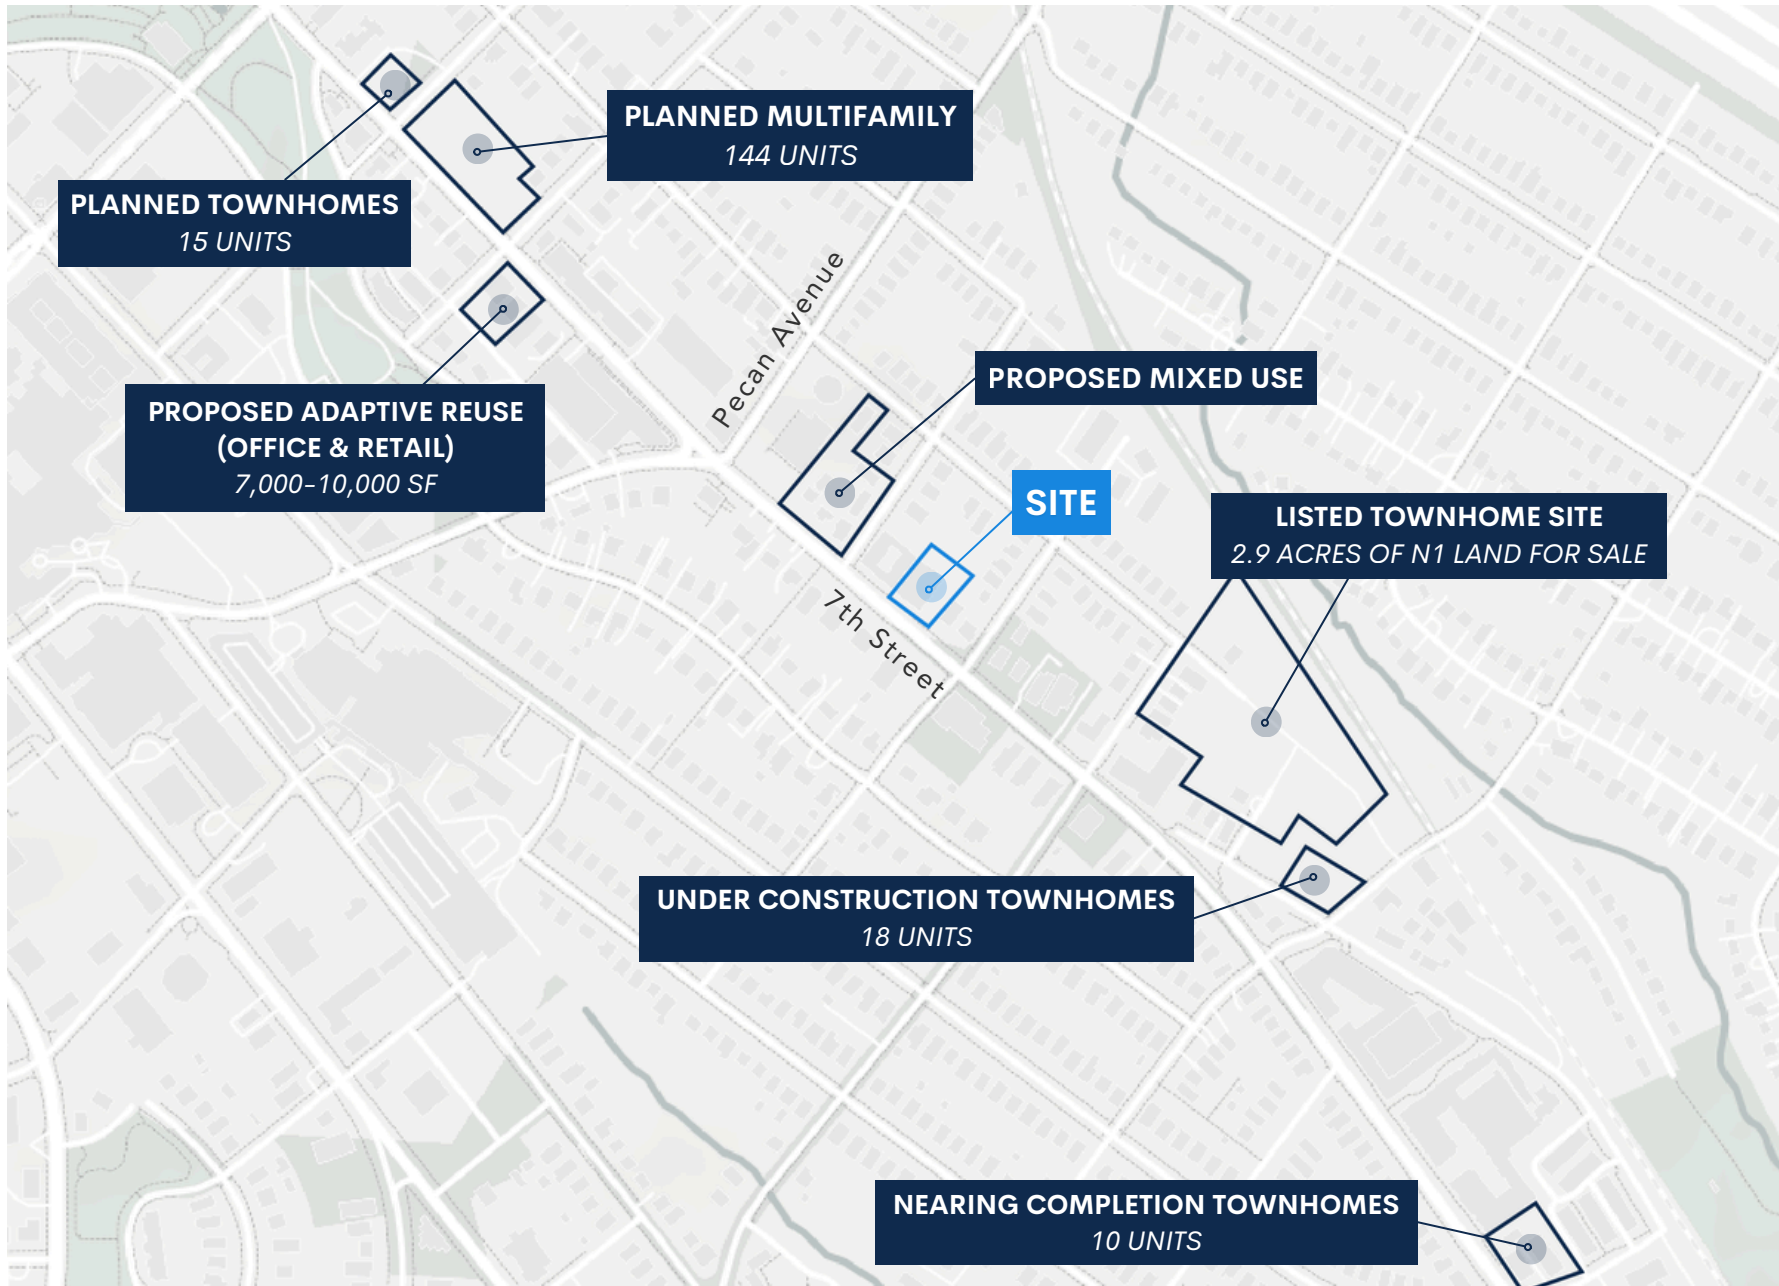 PLANNED MULTIFAMILY
144 UNITS
PLANNED TOWNHOMES
15 UNITS
Pecan Avenue
PROPOSED MIXED USE
PROPOSED ADAPTIVE REUSE
(OFFICE & RETAIL)
7,000-10,000 SF
SITE
LISTED TOWNHOME SITE
2.9 ACRES OF N1 LAND FOR SALE
7th Street
UNDER CONSTRUCTION TOWNHOMES
18 UNITS
NEARING COMPLETION TOWNHOMES
10 UNITS